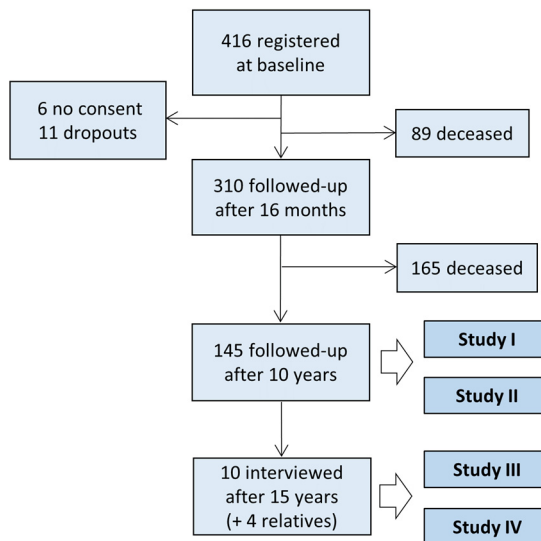 416 registered
at baseline
6 no consent
11 dropouts
89 deceased
310 followed-up
after 16 months
165 deceased
145 followed-up
after 10 years
Study I
Study II
10 interviewed
after 15 years
(+ 4 relatives)
Study III
Study IV